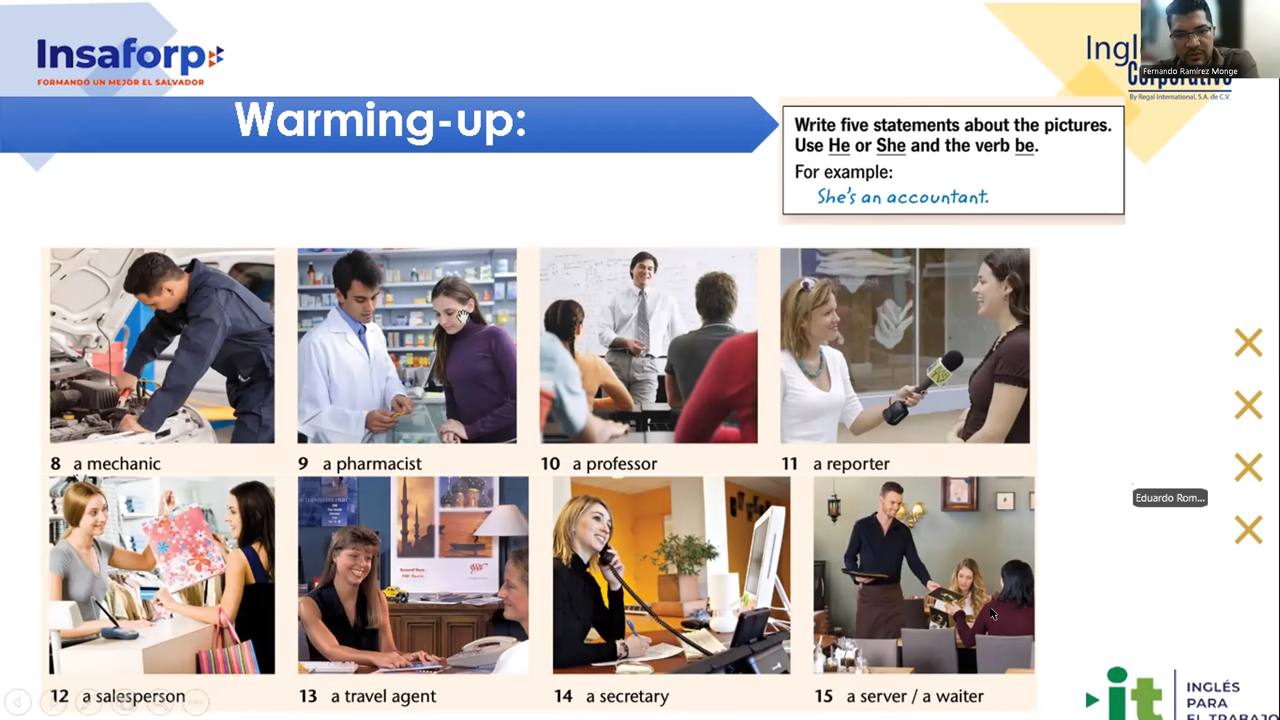 Insaforp
FORMANDO UN MEJOR EL SALVADOR
Warming-up:
Write five statements about the pictures.
Use He or She and the verb be.
For example:
She's an accountant.
Corporativo
By Regal International, S.A. de C.V.
Fernando Ramírez Monge
8 a mechanic
9 a pharmacist
10 a professor
11 a reporter
12 a salesperson
13 a travel agent
14 a secretary
15 a server / a waiter
Eduardo Rom...
it
INGLÉS
PARA
EL TRABAJO